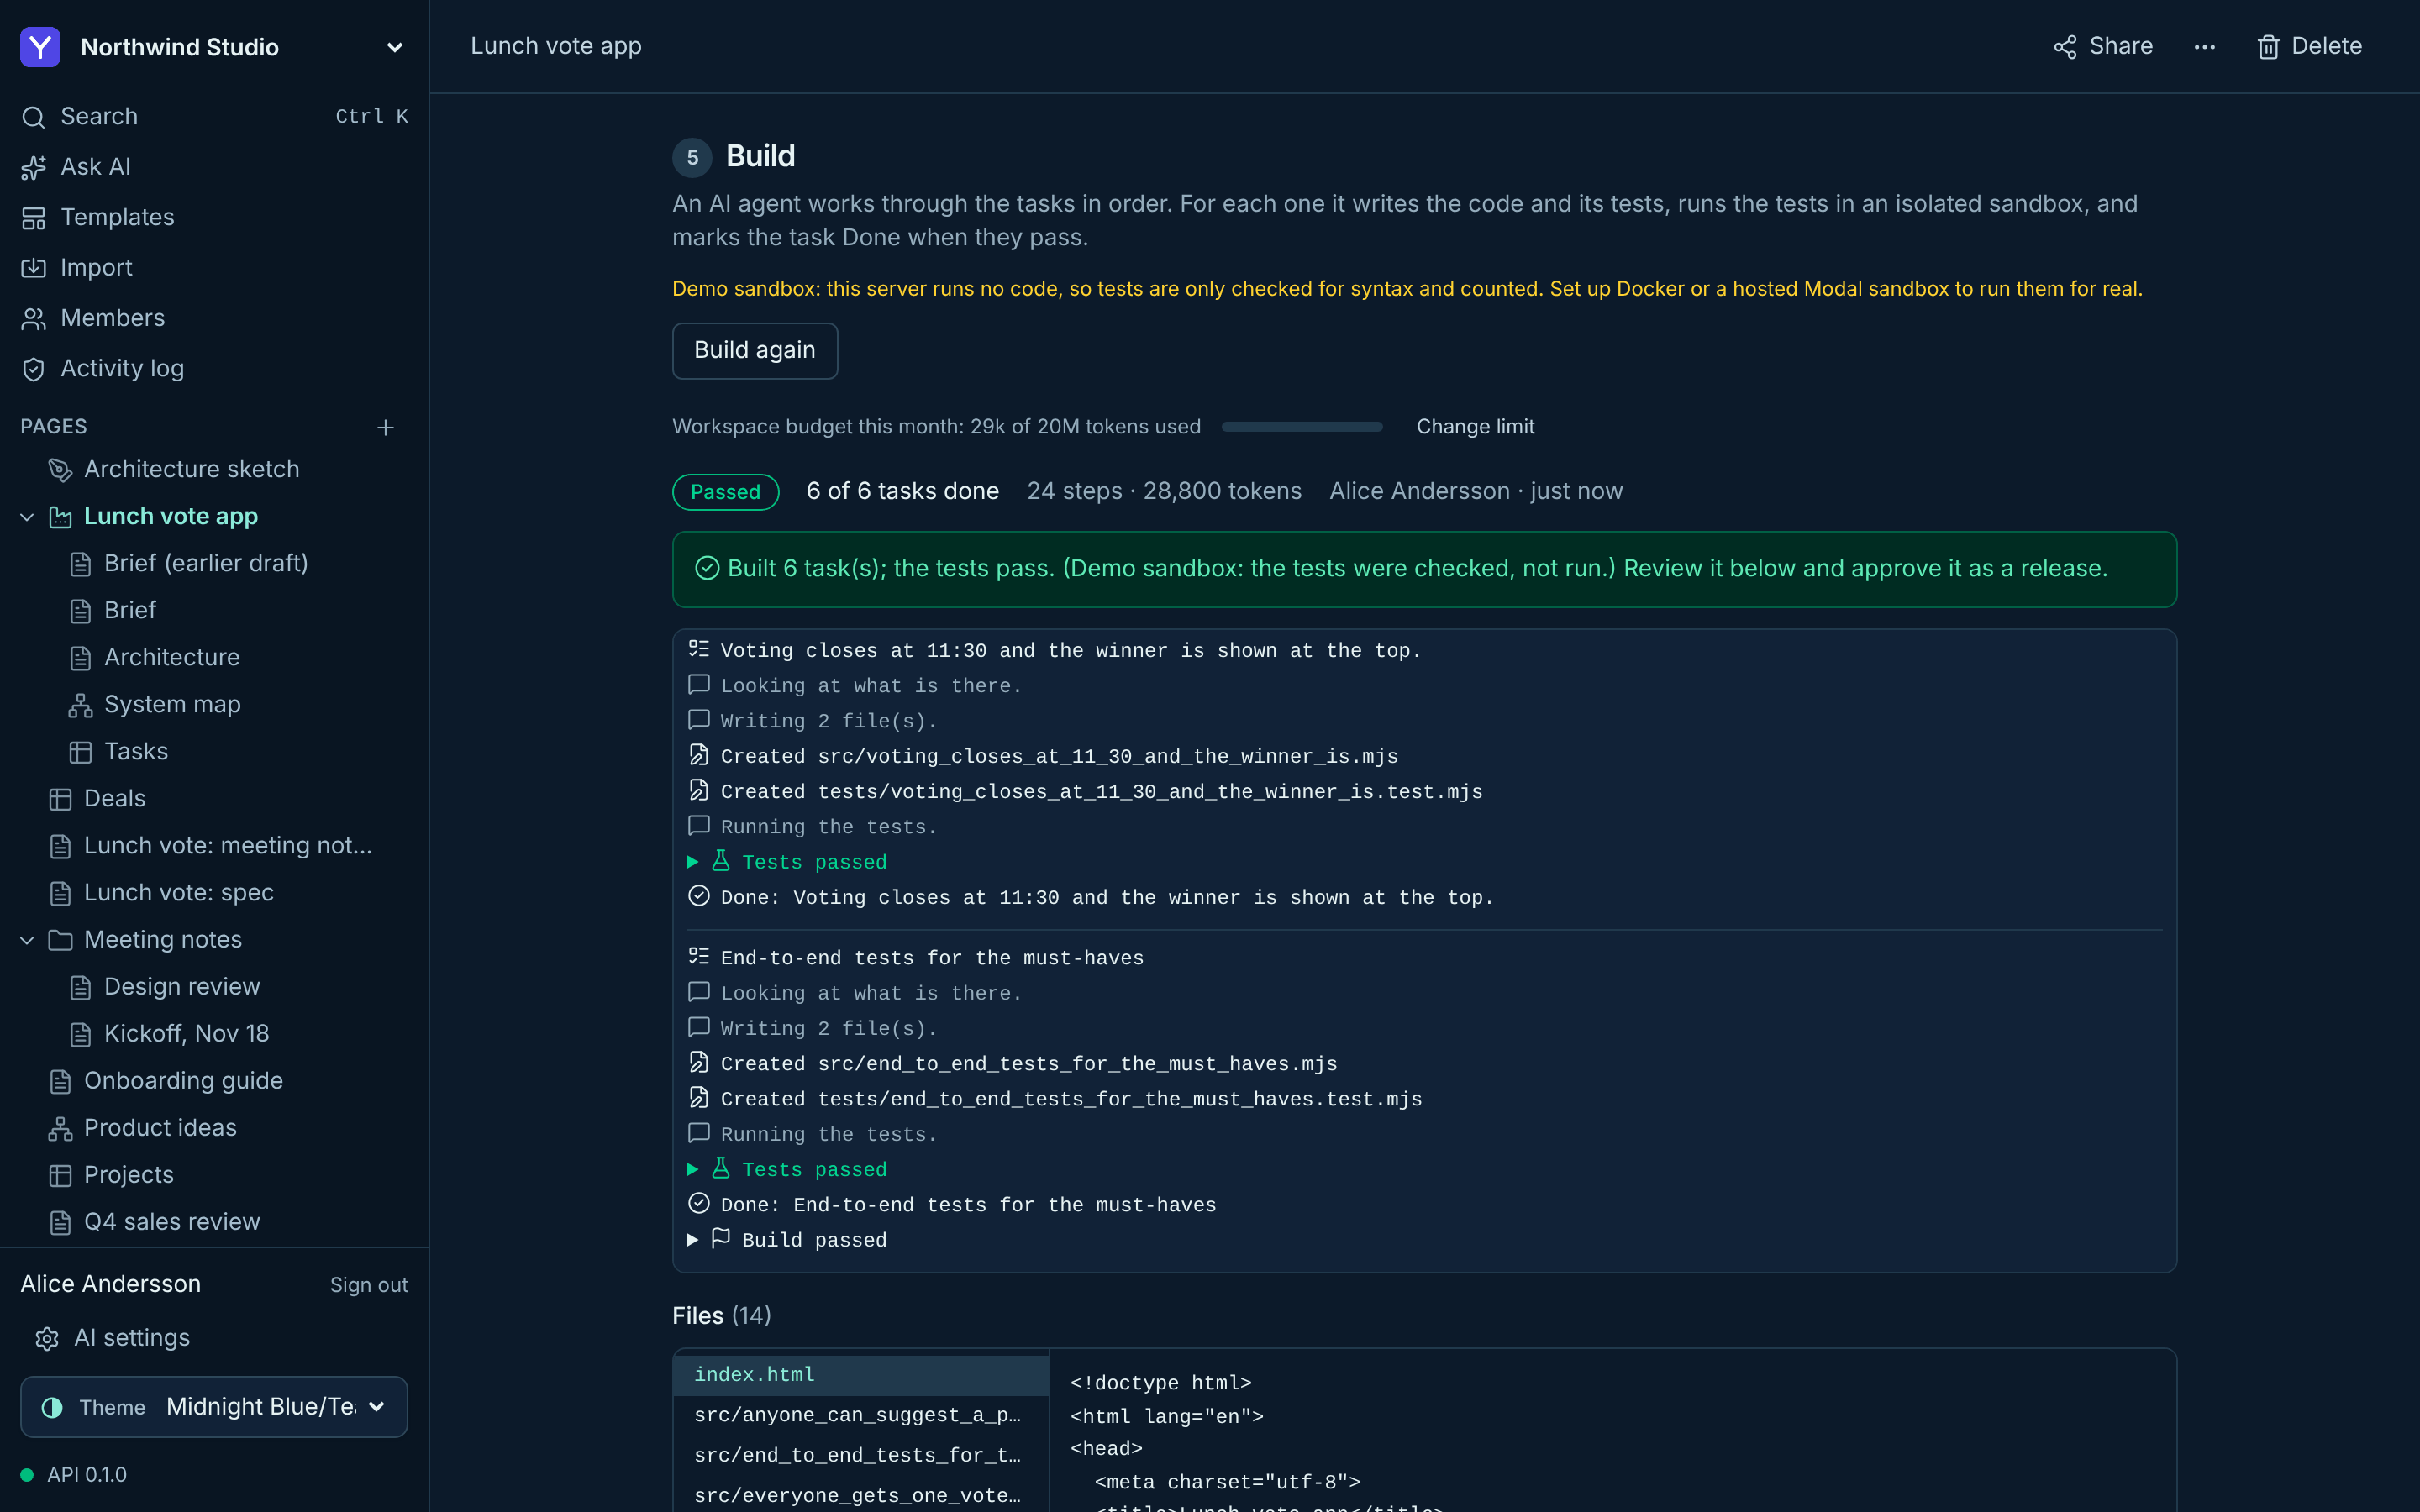 Northwind Studio
Search Ctrl K
Ask AI
Templates
Import
Members
Activity log
PAGES
Architecture sketch
Lunch vote app
Brief (earlier draft)
Brief
Architecture
System map
Tasks
Deals
Lunch vote: meeting not...
Lunch vote: spec
Meeting notes
Design review
Kickoff, Nov 18
Onboarding guide
Product ideas
Projects
Q4 sales review
Alice Andersson Sign out
AI settings
Theme Midnight Blue/Tea
API 0.1.0
Lunch vote app Share Delete
5 Build
An AI agent works through the tasks in order. For each one it writes the code and its tests, runs the tests in an isolated sandbox, and
marks the task Done when they pass.
Demo sandbox: this server runs no code, so tests are only checked for syntax and counted. Set up Docker or a hosted Modal sandbox to run them for real.
Build again
Workspace budget this month: 29k of 20M tokens used Change limit
Passed 6 of 6 tasks done 24 steps · 28,800 tokens Alice Andersson · just now
Built 6 task(s); the tests pass. (Demo sandbox: the tests were checked, not run.) Review it below and approve it as a release.
Voting closes at 11:30 and the winner is shown at the top.
Looking at what is there.
Writing 2 file(s).
Created src/voting_closes_at_11_30_and_the_winner_is.mjs
Created tests/voting_closes_at_11_30_and_the_winner_is.test.mjs
Running the tests.
Tests passed
Done: Voting closes at 11:30 and the winner is shown at the top.
End-to-end tests for the must-haves
Looking at what is there.
Writing 2 file(s).
Created src/end_to_end_tests_for_the_must_haves.mjs
Created tests/end_to_end_tests_for_the_must_haves.test.mjs
Running the tests.
Tests passed
Done: End-to-end tests for the must-haves
Build passed
Files (14)
index.html
src/anyone_can_suggest_a_p…
src/end_to_end_tests_for_t…
src/everyone_gets_one_vote…
<!doctype html>
<html lang="en">
<head>
<meta charset="utf-8">
<title>Lunch vote app</title>